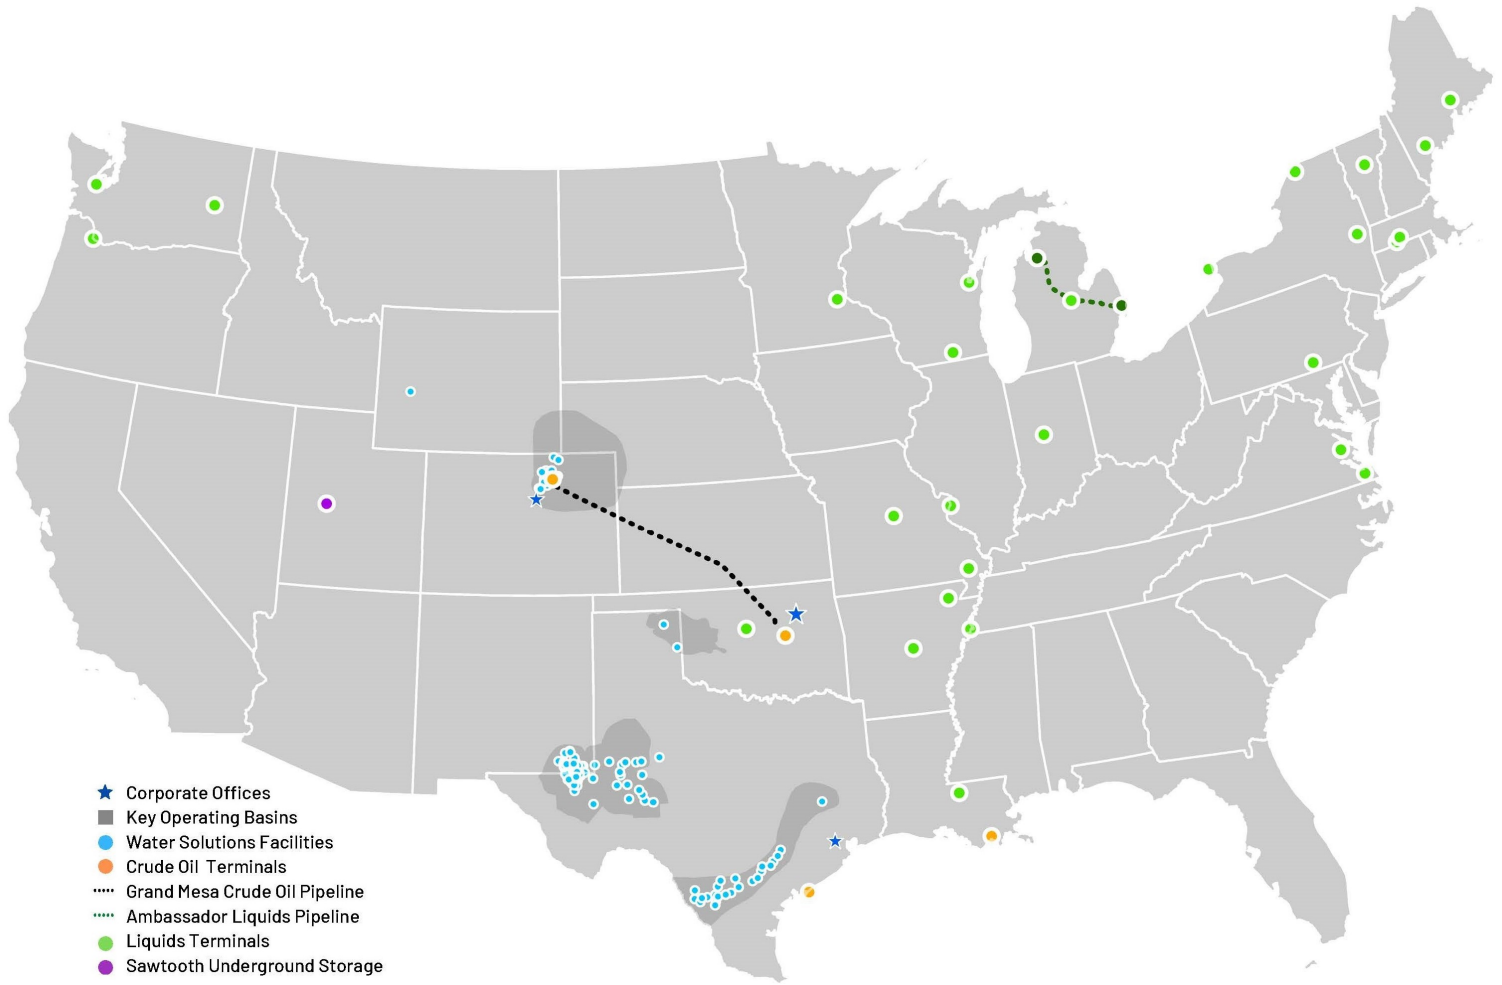 Corporate Offices
Key Operating Basins
Water Solutions Facilities
Crude Oil Terminals
Grand Mesa Crude Oil Pipeline
Ambassador Liquids Pipeline
Liquids Terminals
Sawtooth Underground Storage